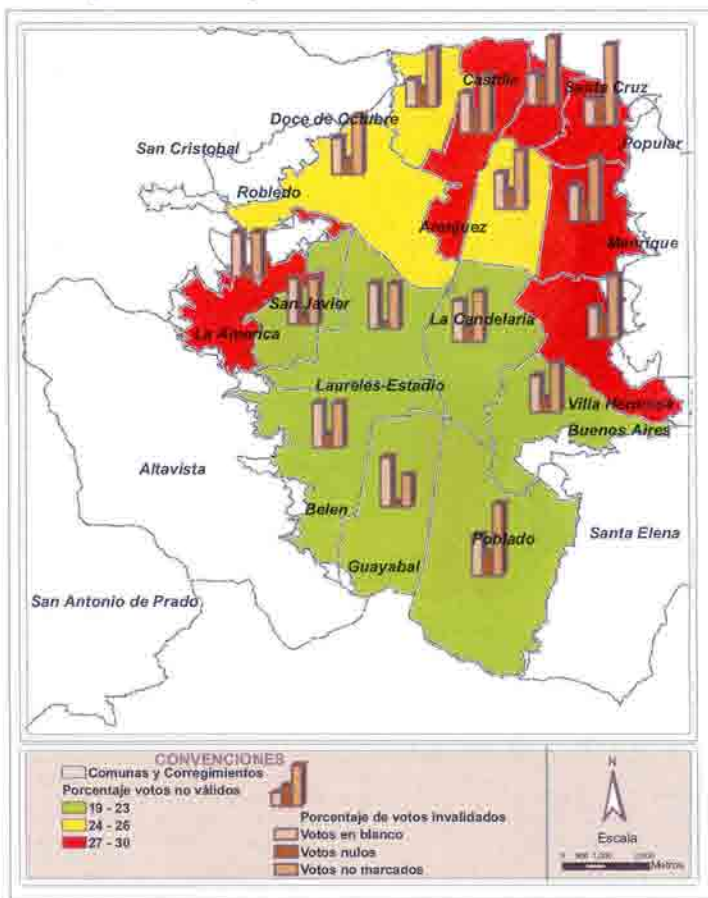 Castilla
Santa Cruz
Doce de Octubre
San Cristobal
Popular
Robledo
Aranjuez
Manrique
San Javier
La America
La Candelaria
Laureles-Estadio
Villa Hermosa
Buenos Aires
Altavista
Belen
Poblado
Santa Elena
Guayabal
San Antonio de Prado
CONVENCIONES
Comunas y Corregimientos
Porcentaje votos no válidos
19 - 23
24 - 26
27 - 30
Porcentaje de votos invalidados
Votos en blanco
Votos nulos
Votos no marcados
N
Escala
Metros